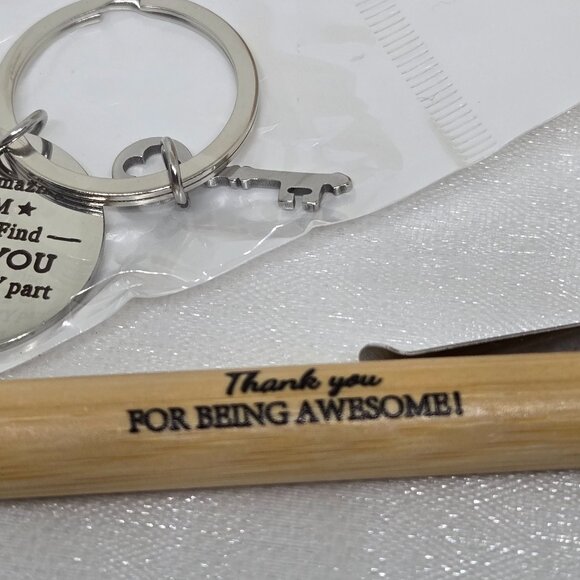 M★
Find —
YOU
part
Thank you
FOR BEING AWESOME!